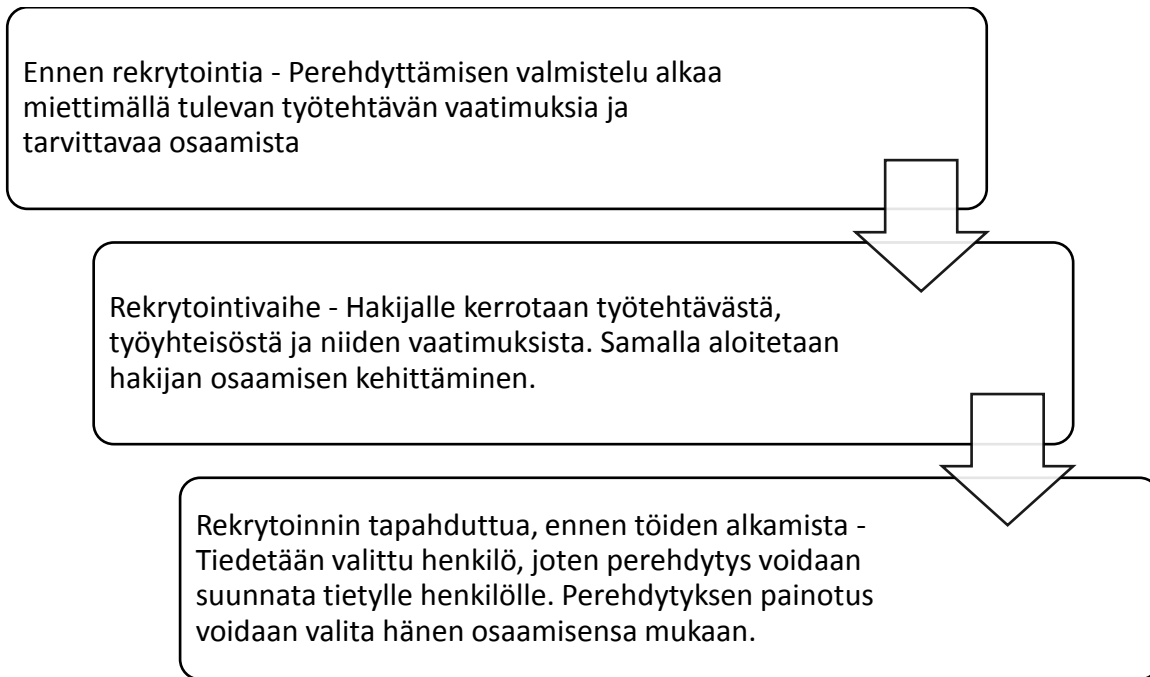 Ennen rekrytointia - Perehdyttämisen valmistelu alkaa
miettimällä tulevan työtehtävän vaatimuksia ja
tarvittavaa osaamista
Rekrytointivaihe - Hakijalle kerrotaan työtehtävästä,
työyhteisöstä ja niiden vaatimuksista. Samalla aloitetaan
hakijan osaamisen kehittäminen.
Rekrytoinnin tapahduttua, ennen töiden alkamista -
Tiedetään valittu henkilö, joten perehdytys voidaan
suunnata tietylle henkilölle. Perehdytyksen painotus
voidaan valita hänen osaamisensa mukaan.